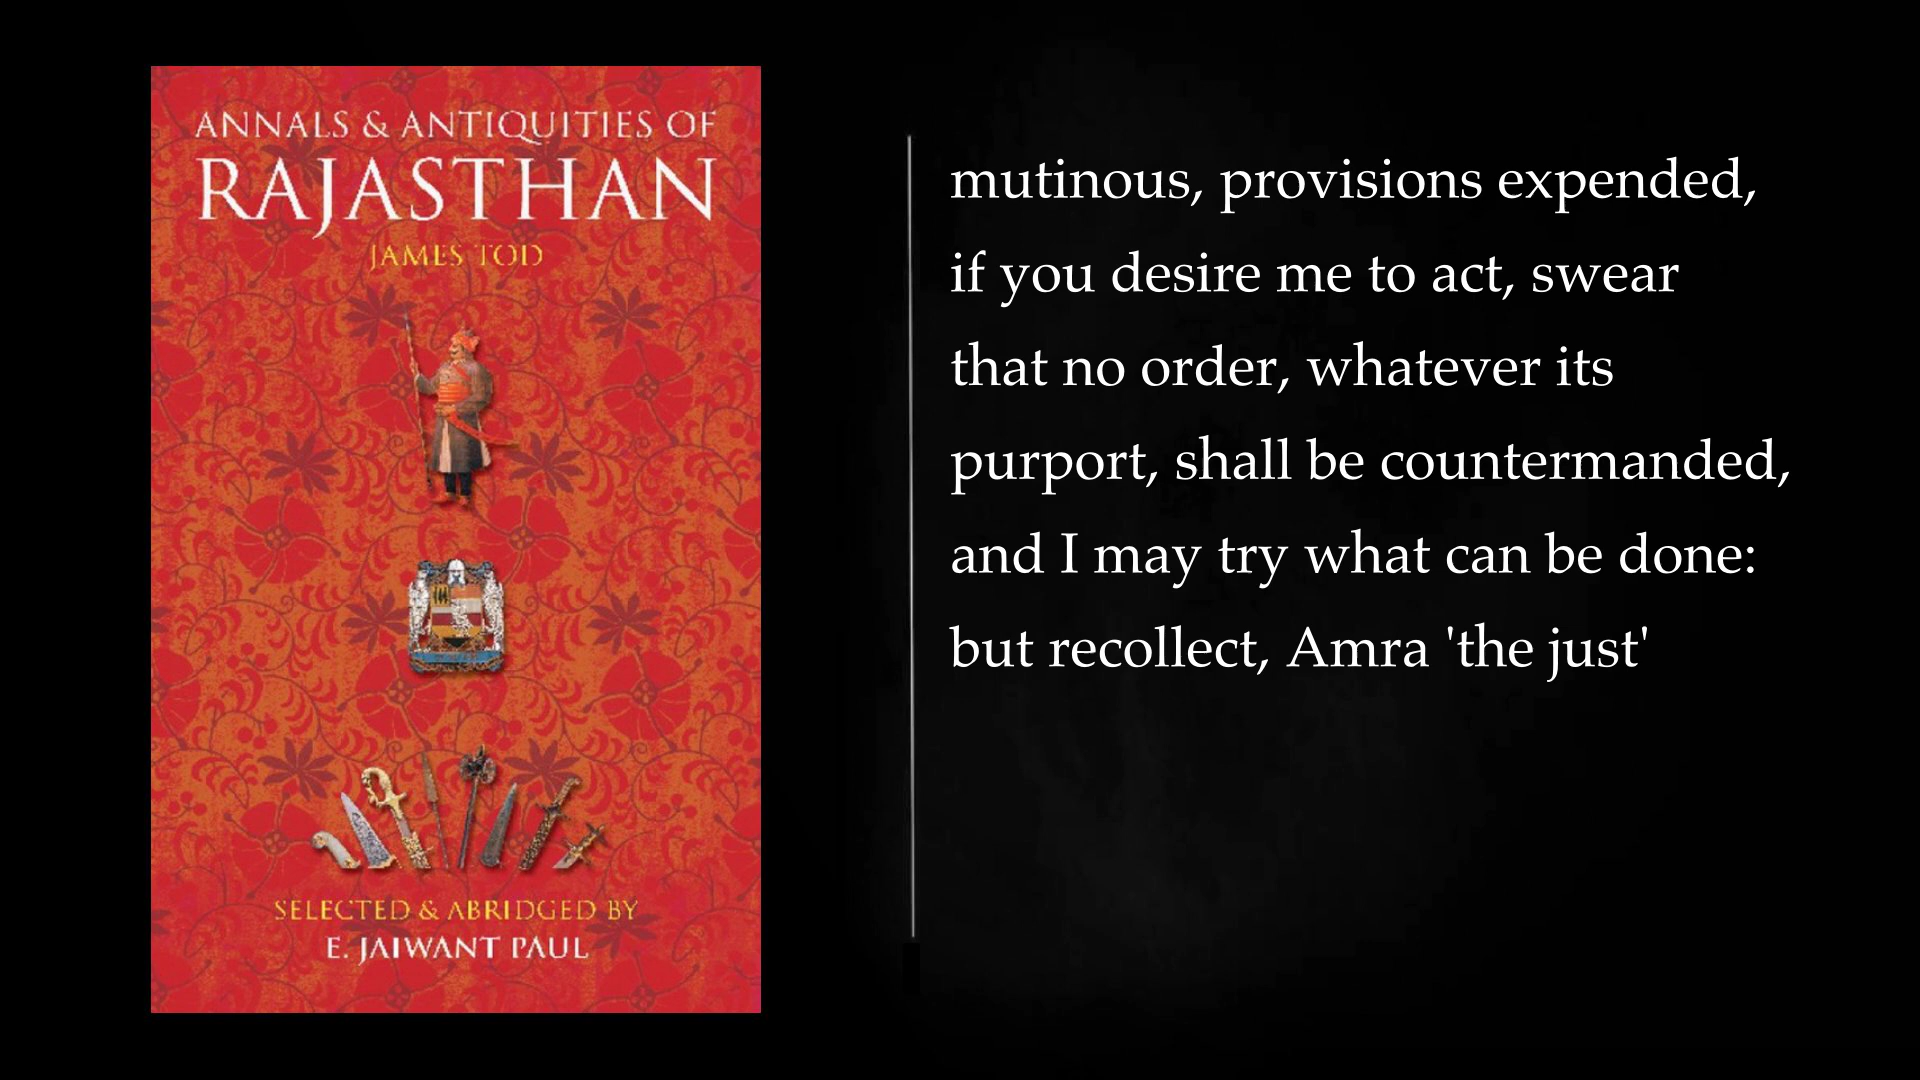 ANNALS & ANTIQUITIES OF
RAJASTHAN
JAMES TOD
SELECTED & ABRIDGED BY
E. JAIWANT PAUL
mutinous, provisions expended,
if you desire me to act, swear
that no order, whatever its
purport, shall be countermanded,
and I may try what can be done:
but recollect, Amra 'the just'